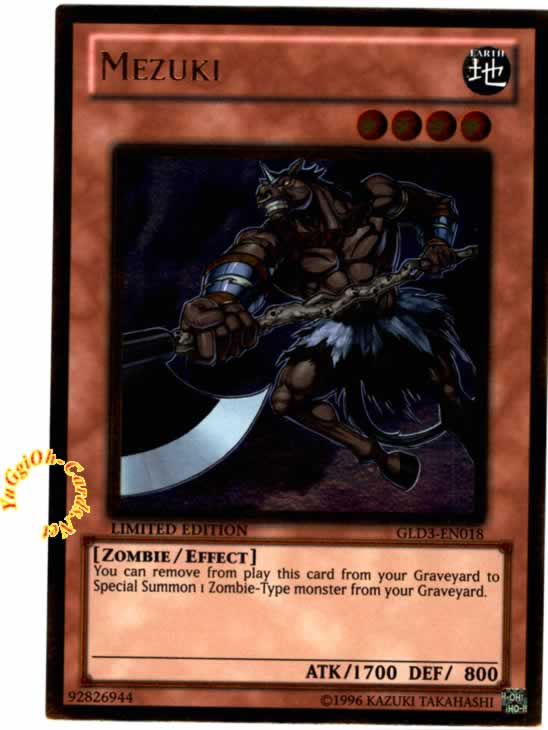 MEZUKI
EARTH
地
LIMITED EDITION
GLD3-EN018
[ZOMBIE/EFFECT]
You can remove from play this card from your Graveyard to
Special Summon 1 Zombie-Type monster from your Graveyard.
ATK/1700 DEF/ 800
92826944
©1996 KAZUKI TAKAHASHI
YuGgiOh-Cards.Net